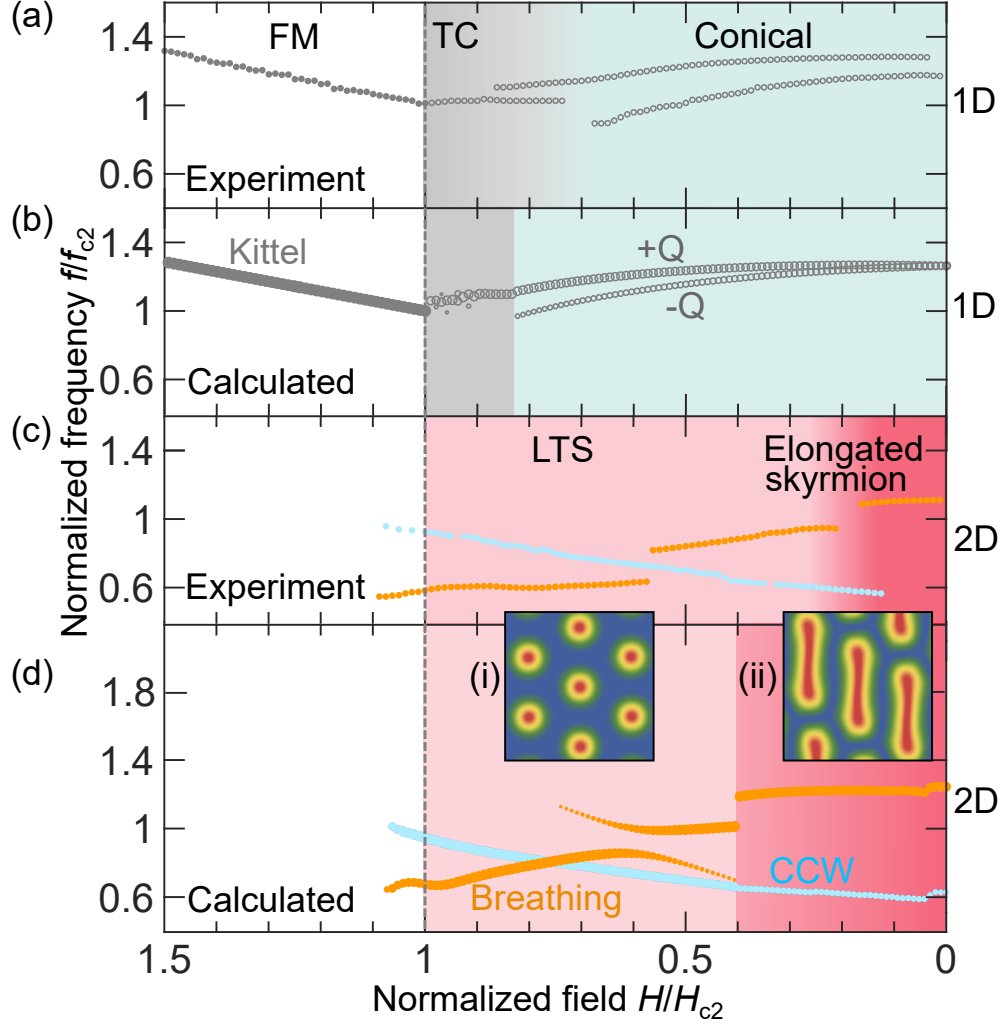 (a)
FM
TC
Conical
1.4
1
0.6
Experiment
1D
(b)
Kittel
+Q
-Q
1.4
1
0.6
Calculated
1D
Normalized frequency f/fc2
(c)
LTS
Elongated
skyrmion
1.4
1
0.6
Experiment
2D
(d)
(i)
(ii)
1.8
1.4
1
0.6
Calculated
Breathing
CCW
2D
1.5
1
0.5
0
Normalized field H/Hc2